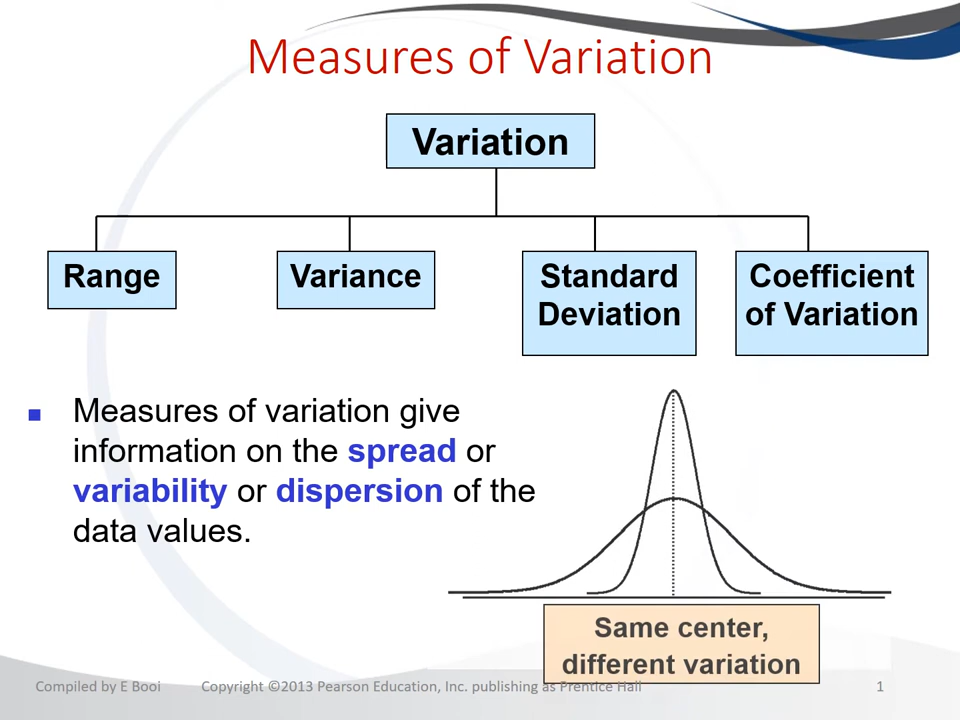 Measures of Variation
Variation
Range
Variance
Standard
Deviation
Coefficient
of Variation
Measures of variation give
information on the spread or
variability or dispersion of the
data values.
Same center,
different variation
Compiled by E Booi
Copyright ©2013 Pearson Education, Inc. publishing as Prentice Hall
1